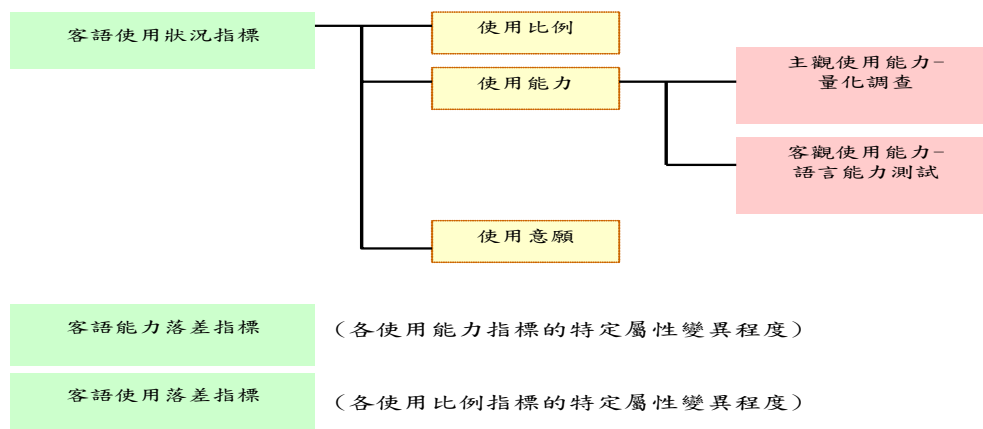 客語使用狀況指標
使用比例
使用能力
主觀使用能力-
量化調查
客觀使用能力-
語言能力測試
使用意願
客語能力落差指標
（各使用能力指標的特定屬性變異程度）
客語使用落差指標
（各使用比例指標的特定屬性變異程度）